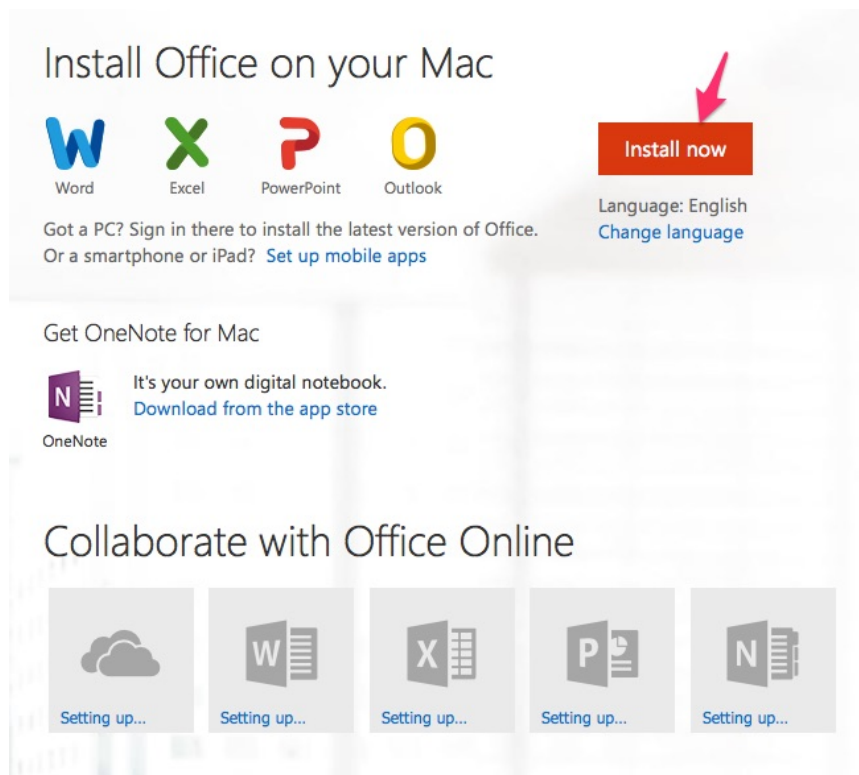 Install Office on your Mac
Install now
Word Excel PowerPoint Outlook
Language: English
Change language
Got a PC? Sign in there to install the latest version of Office.
Or a smartphone or iPad? Set up mobile apps
Get OneNote for Mac
N
It's your own digital notebook.
Download from the app store
OneNote
Collaborate with Office Online
W X P N
Setting up... Setting up... Setting up... Setting up... Setting up...